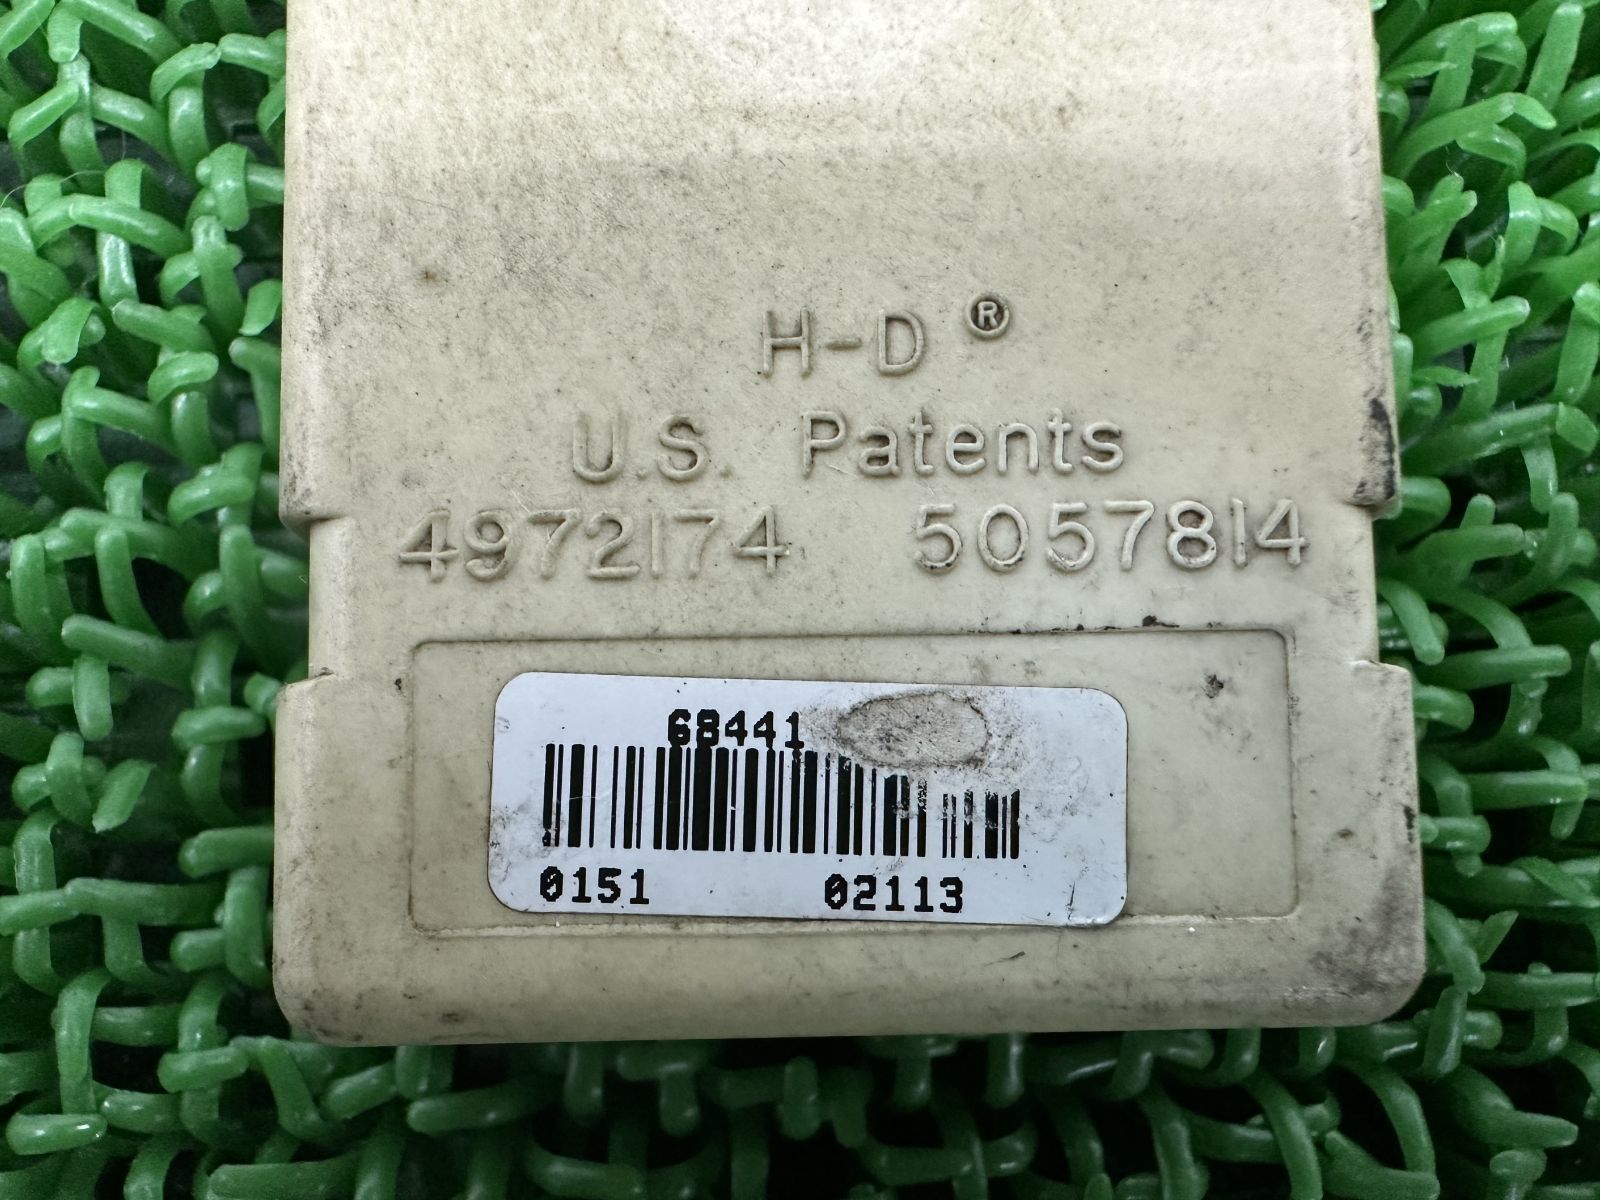 H-D ®
U.S. Patents
4972174 5057814
68441
0151 02113